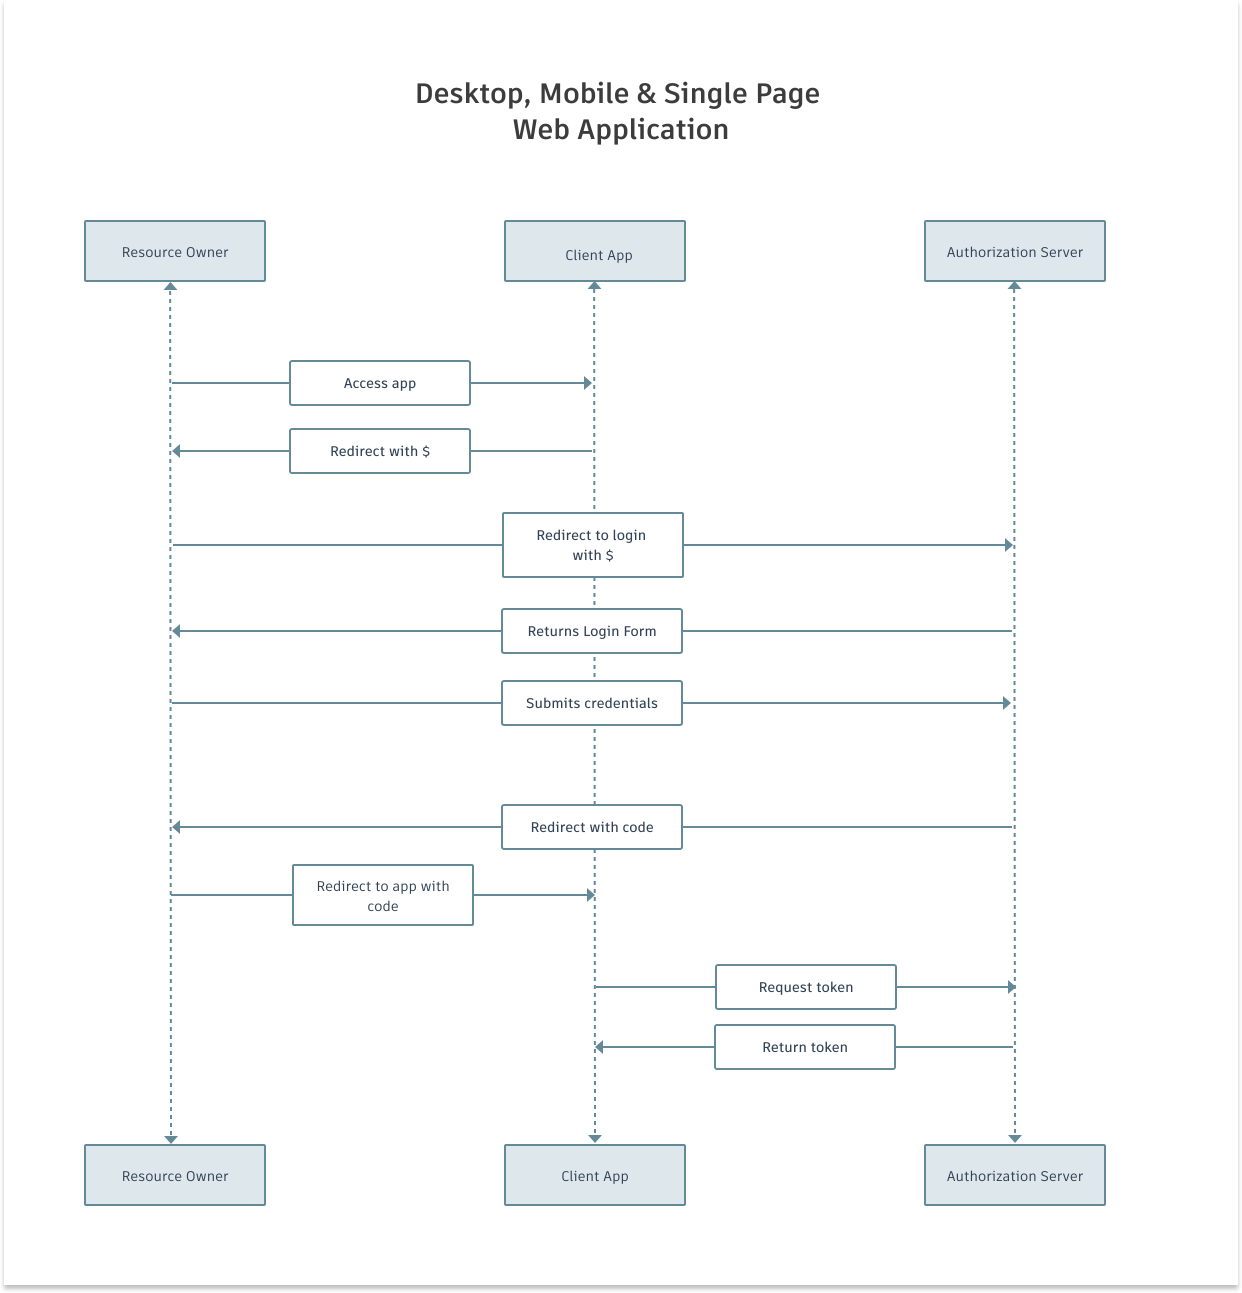 Desktop, Mobile & Single Page
Web Application
Resource Owner
Client App
Authorization Server
Access app
Redirect with $
Redirect to login
with $
Returns Login Form
Submits credentials
Redirect with code
Redirect to app with
code
Request token
Return token
Resource Owner
Client App
Authorization Server